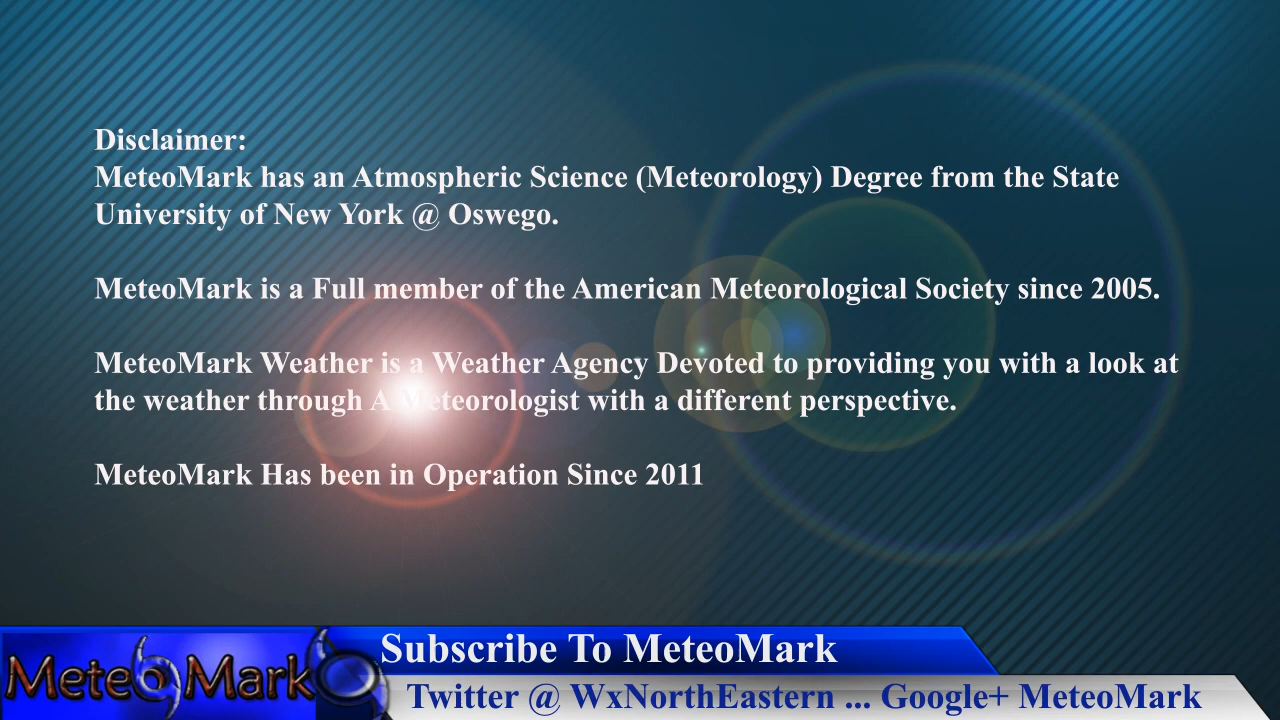 Disclaimer:
MeteoMark has an Atmospheric Science (Meteorology) Degree from the State
University of New York @ Oswego.
MeteoMark is a Full member of the American Meteorological Society since 2005.
MeteoMark Weather is a Weather Agency Devoted to providing you with a look at
the weather through A Meteorologist with a different perspective.
MeteoMark Has been in Operation Since 2011
Subscribe To MeteoMark
MeteoMark
Twitter @ WxNorthEastern ... Google+ MeteoMark